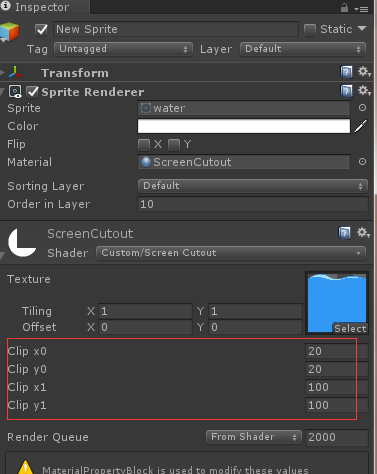 Inspector
New Sprite Static
Tag Untagged Layer Default
Transform
Sprite Renderer
Sprite water
Color
Flip X Y
Material ScreenCutout
Sorting Layer Default
Order in Layer 10
ScreenCutout
Shader Custom/Screen Cutout
Texture
Tiling X 1 Y 1
Offset X 0 Y 0
Select
Clip x0 20
Clip y0 20
Clip x1 100
Clip y1 100
Render Queue From Shader 2000
MaterialPropertyBlock is used to modify these values